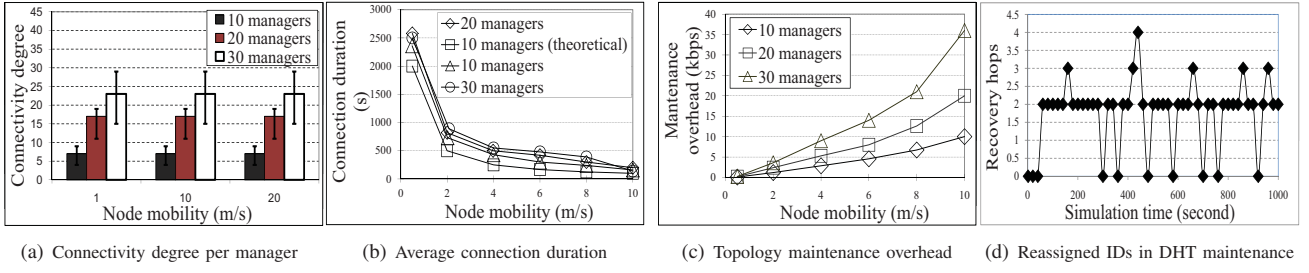 Connectivity degree
45
40
35
30
25
20
15
10
5
0
10 managers
20 managers
30 managers
1
10
20
Node mobility (m/s)
(a) Connectivity degree per manager
Connection duration
(s)
3000
2500
2000
1500
1000
500
0
20 managers
10 managers (theoretical)
10 managers
30 managers
0
2
4
6
8
10
Node mobility (m/s)
(b) Average connection duration
Mantenance
overhead (kbps)
40
35
30
25
20
15
10
5
0
10 managers
20 managers
30 managers
0
2
4
6
8
10
Node mobility (m/s)
(c) Topology maintenance overhead
Recovery hops
4.5
4
3.5
3
2.5
2
1.5
1
0.5
0
0
200
400
600
800
1000
Simulation time (second)
(d) Reassigned IDs in DHT maintenance